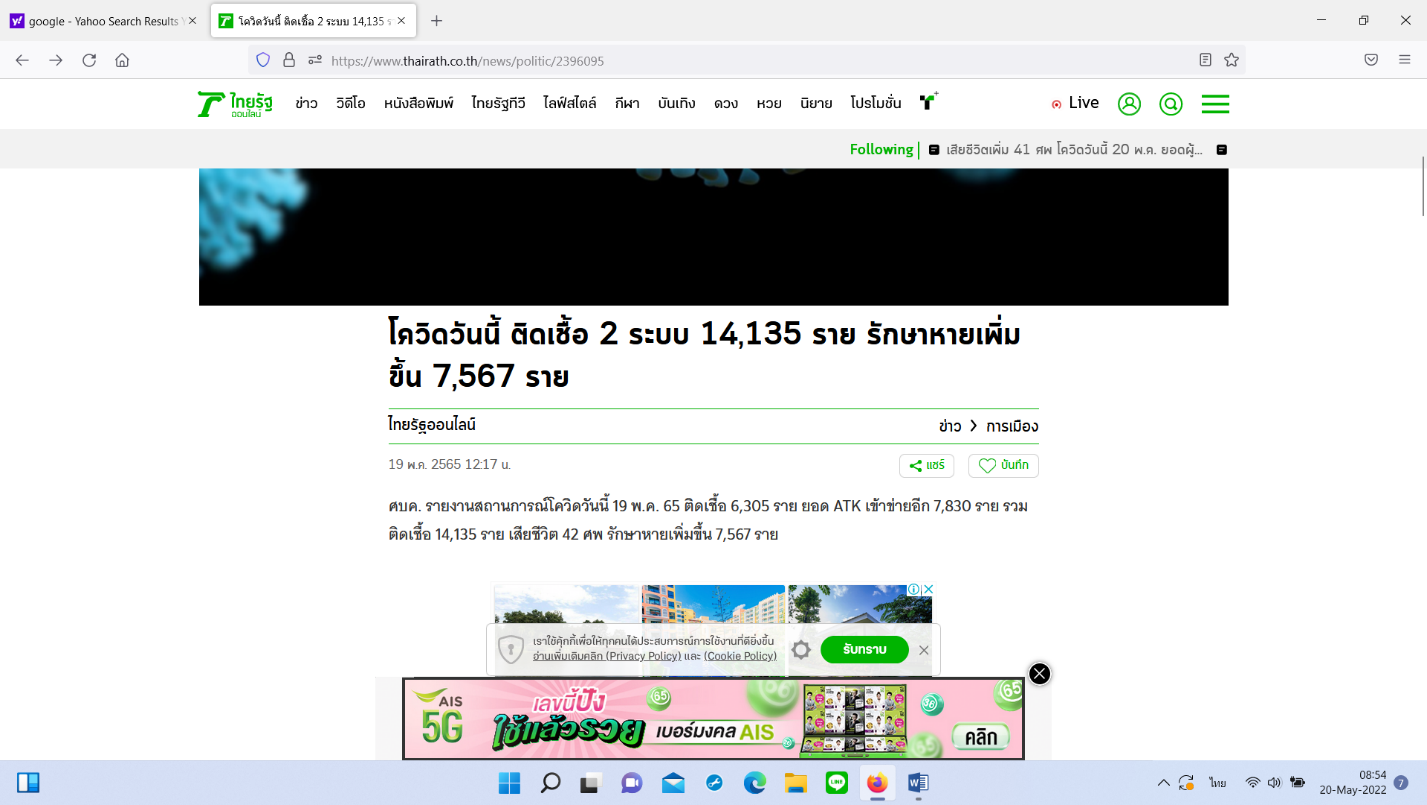 google - Yahoo Search Results Y
โควิดวันนี้ ติดเชื้อ 2 ระบบ 14,135 ร
https://www.thairath.co.th/news/politic/2396095
ไทยรัฐ
ออนไลน์
ข่าว วิดีโอ หนังสือพิมพ์ ไทยรัฐทีวี ไลฟ์สไตล์ กีฬา บันเทิง ดวง หวย นิยาย โปรโมชั่น
Live
Following
เสียชีวิตเพิ่ม 41 ศพ โควิดวันนี้ 20 พ.ค. ยอดผู้...
โควิดวันนี้ ติดเชื้อ 2 ระบบ 14,135 ราย รักษาหายเพิ่ม
ขึ้น 7,567 ราย
ไทยรัฐออนไลน์
ข่าว > การเมือง
19 พ.ค. 2565 12:17 น.
แชร์
บันทึก
ศบค. รายงานสถานการณ์โควิดวันนี้ 19 พ.ค. 65 ติดเชื้อ 6,305 ราย ยอด ATK เข้าข่ายอีก 7,830 ราย รวม
ติดเชื้อ 14,135 ราย เสียชีวิต 42 ศพ รักษาหายเพิ่มขึ้น 7,567 ราย
เราใช้คุ้กกี้เพื่อให้ทุกคนได้ประสบการณ์การใช้งานที่ดียิ่งขึ้น
อ่านเพิ่มเติมคลิก (Privacy Policy) และ (Cookie Policy)
รับทราบ
AIS
5G
เลขนี้ปัง
ใช้แล้วรวย
เบอร์มงคล AIS
65
36
65
36
คลิก
ไทย
08:54
20-May-2022
7